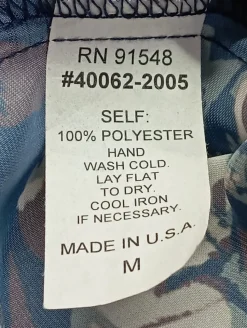 RN 91548
#40062-2005
SELF:
100% POLYESTER
HAND
WASH COLD.
LAY FLAT
TO DRY.
COOL IRON
IF NECESSARY.
MADE IN U.S.A.
M